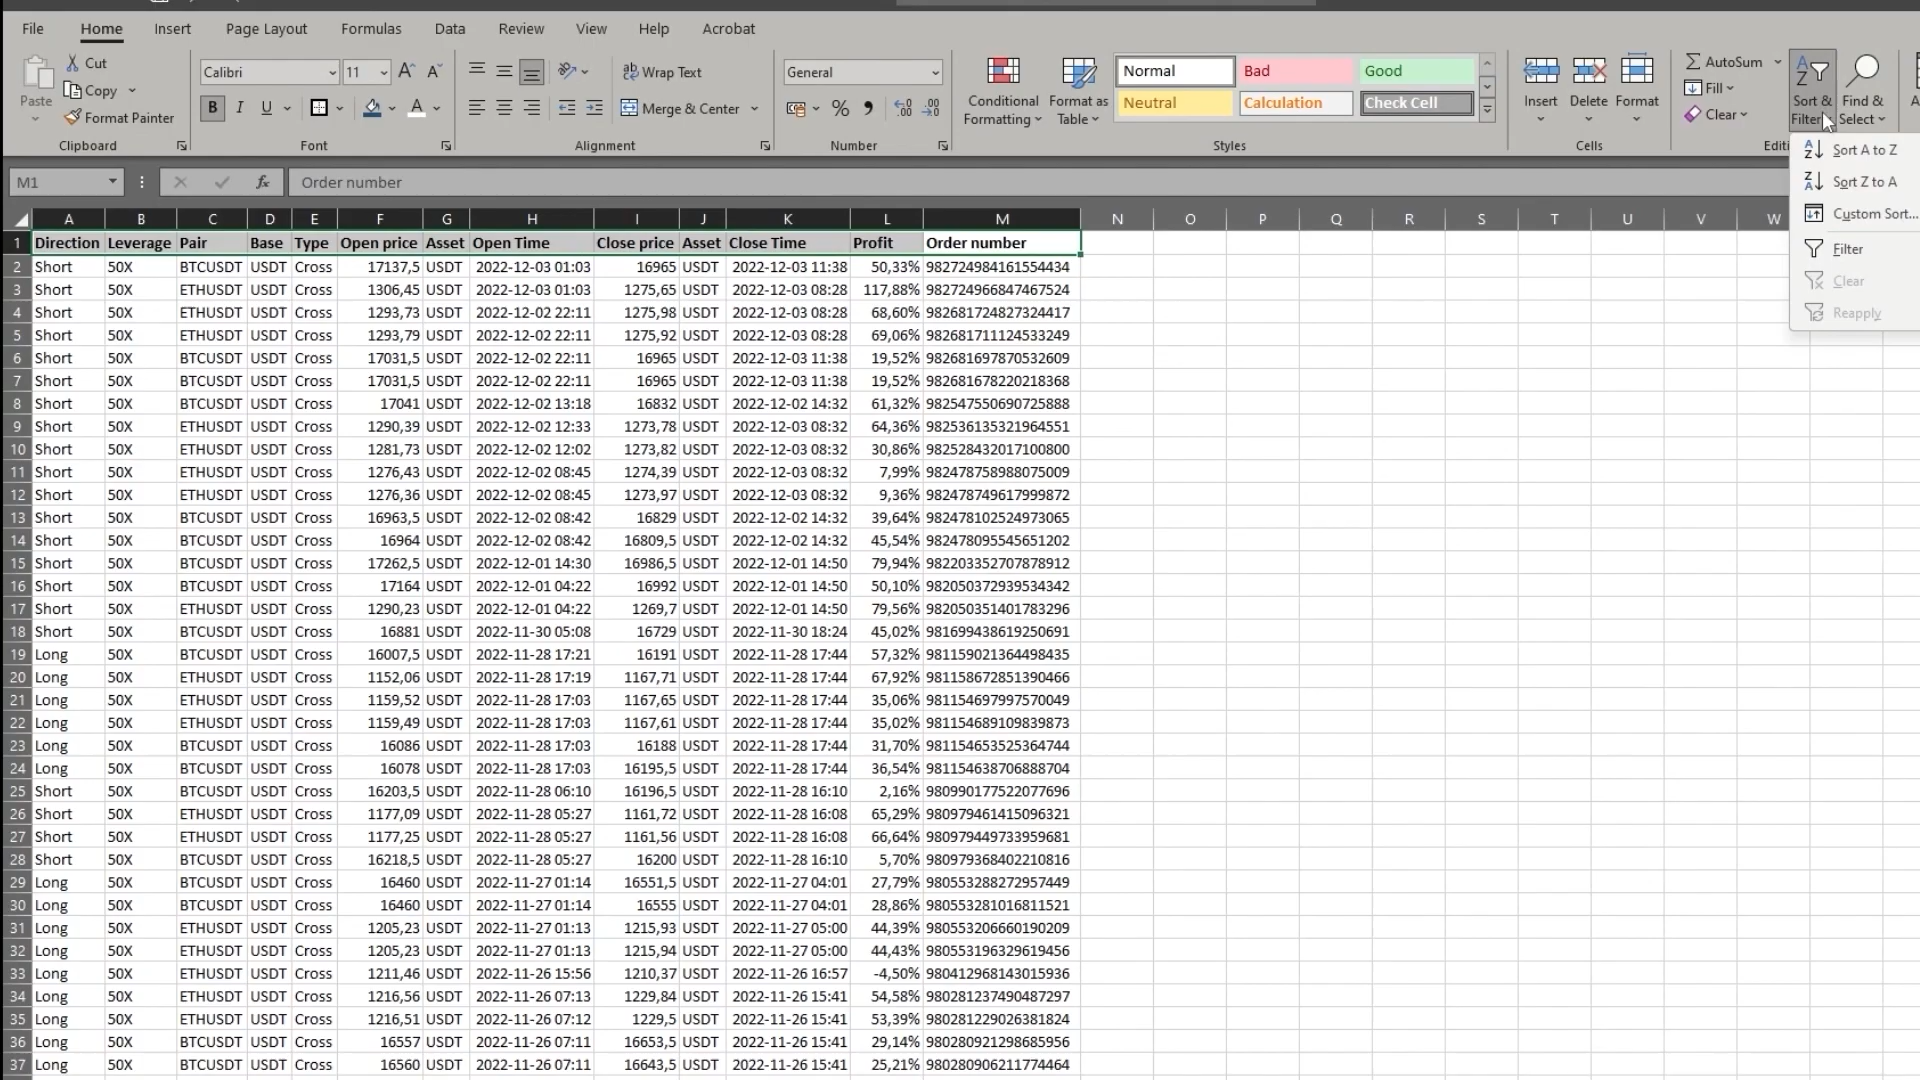 File Home Insert Page Layout Formulas Data Review View Help Acrobat
Paste Cut Copy Format Painter Clipboard
Calibri 11 B I U A Font
Wrap Text Merge & Center Alignment
General % Number
Conditional Formatting Format as Table
Normal Bad Good
Neutral Calculation Check Cell
Styles
Insert Delete Format Cells
AutoSum Fill Clear
Sort & Filter Find & Select
Editi
Sort A to Z
Sort Z to A
Custom Sort...
Filter
Clear
Reapply
M1 fx Order number
A B C D E F G H I J K L M N O P Q R S T U V W
1 Direction Leverage Pair Base Type Open price Asset Open Time Close price Asset Close Time Profit Order number
2 Short 50X BTCUSDT USDT Cross 17137,5 USDT 2022-12-03 01:03 16965 USDT 2022-12-03 11:38 50,33% 982724984161554434
3 Short 50X ETHUSDT USDT Cross 1306,45 USDT 2022-12-03 01:03 1275,65 USDT 2022-12-03 08:28 117,88% 982724966847467524
4 Short 50X ETHUSDT USDT Cross 1293,73 USDT 2022-12-02 22:11 1275,98 USDT 2022-12-03 08:28 68,60% 982681724827324417
5 Short 50X ETHUSDT USDT Cross 1293,79 USDT 2022-12-02 22:11 1275,92 USDT 2022-12-03 08:28 69,06% 982681711124533249
6 Short 50X BTCUSDT USDT Cross 17031,5 USDT 2022-12-02 22:11 16965 USDT 2022-12-03 11:38 19,52% 982681697870532609
7 Short 50X BTCUSDT USDT Cross 17031,5 USDT 2022-12-02 22:11 16965 USDT 2022-12-03 11:38 19,52% 982681678220218368
8 Short 50X BTCUSDT USDT Cross 17041 USDT 2022-12-02 13:18 16832 USDT 2022-12-02 14:32 61,32% 982547550690725888
9 Short 50X ETHUSDT USDT Cross 1290,39 USDT 2022-12-02 12:33 1273,78 USDT 2022-12-03 08:32 64,36% 982536135321964551
10 Short 50X ETHUSDT USDT Cross 1281,73 USDT 2022-12-02 12:02 1273,82 USDT 2022-12-03 08:32 30,86% 982528432017100800
11 Short 50X ETHUSDT USDT Cross 1276,43 USDT 2022-12-02 08:45 1274,39 USDT 2022-12-03 08:32 7,99% 982478758988075009
12 Short 50X ETHUSDT USDT Cross 1276,36 USDT 2022-12-02 08:45 1273,97 USDT 2022-12-03 08:32 9,36% 982478749617999872
13 Short 50X BTCUSDT USDT Cross 16963,5 USDT 2022-12-02 08:42 16829 USDT 2022-12-02 14:32 39,64% 982478102524973065
14 Short 50X BTCUSDT USDT Cross 16964 USDT 2022-12-02 08:42 16809,5 USDT 2022-12-02 14:32 45,54% 982478095545651202
15 Short 50X BTCUSDT USDT Cross 17262,5 USDT 2022-12-01 14:30 16986,5 USDT 2022-12-01 14:50 79,94% 982203352707878912
16 Short 50X BTCUSDT USDT Cross 17164 USDT 2022-12-01 04:22 16992 USDT 2022-12-01 14:50 50,10% 982050372939534342
17 Short 50X ETHUSDT USDT Cross 1290,23 USDT 2022-12-01 04:22 1269,7 USDT 2022-12-01 14:50 79,56% 982050351401783296
18 Short 50X BTCUSDT USDT Cross 16881 USDT 2022-11-30 05:08 16729 USDT 2022-11-30 18:24 45,02% 981699438619250691
19 Long 50X BTCUSDT USDT Cross 16007,5 USDT 2022-11-28 17:21 16191 USDT 2022-11-28 17:44 57,32% 981159021364498435
20 Long 50X ETHUSDT USDT Cross 1152,06 USDT 2022-11-28 17:19 1167,71 USDT 2022-11-28 17:44 67,92% 981158672851390466
21 Long 50X ETHUSDT USDT Cross 1159,52 USDT 2022-11-28 17:03 1167,65 USDT 2022-11-28 17:44 35,06% 981154697997570049
22 Long 50X ETHUSDT USDT Cross 1159,49 USDT 2022-11-28 17:03 1167,61 USDT 2022-11-28 17:44 35,02% 981154689109839873
23 Long 50X BTCUSDT USDT Cross 16086 USDT 2022-11-28 17:03 16188 USDT 2022-11-28 17:44 31,70% 981154653525364744
24 Long 50X BTCUSDT USDT Cross 16078 USDT 2022-11-28 17:03 16195,5 USDT 2022-11-28 17:44 36,54% 981154638706888704
25 Short 50X BTCUSDT USDT Cross 16203,5 USDT 2022-11-28 06:10 16196,5 USDT 2022-11-28 16:10 2,16% 980990177522077696
26 Short 50X ETHUSDT USDT Cross 1177,09 USDT 2022-11-28 05:27 1161,72 USDT 2022-11-28 16:08 65,29% 980979461415096321
27 Short 50X ETHUSDT USDT Cross 1177,25 USDT 2022-11-28 05:27 1161,56 USDT 2022-11-28 16:08 66,64% 980979449733959681
28 Short 50X BTCUSDT USDT Cross 16218,5 USDT 2022-11-28 05:27 16200 USDT 2022-11-28 16:10 5,70% 980979368402210816
29 Long 50X BTCUSDT USDT Cross 16460 USDT 2022-11-27 01:14 16551,5 USDT 2022-11-27 04:01 27,79% 980553288272957449
30 Long 50X BTCUSDT USDT Cross 16460 USDT 2022-11-27 01:14 16555 USDT 2022-11-27 04:01 28,86% 980553281016811521
31 Long 50X ETHUSDT USDT Cross 1205,23 USDT 2022-11-27 01:13 1215,93 USDT 2022-11-27 05:00 44,39% 980553206660190209
32 Long 50X ETHUSDT USDT Cross 1205,23 USDT 2022-11-27 01:13 1215,94 USDT 2022-11-27 05:00 44,43% 980553196329619456
33 Long 50X ETHUSDT USDT Cross 1211,46 USDT 2022-11-26 15:56 1210,37 USDT 2022-11-26 16:57 -4,50% 980412968143015936
34 Long 50X ETHUSDT USDT Cross 1216,56 USDT 2022-11-26 07:13 1229,84 USDT 2022-11-26 15:41 54,58% 980281237490487297
35 Long 50X ETHUSDT USDT Cross 1216,51 USDT 2022-11-26 07:12 1229,5 USDT 2022-11-26 15:41 53,39% 980281229026381824
36 Long 50X BTCUSDT USDT Cross 16557 USDT 2022-11-26 07:11 16653,5 USDT 2022-11-26 15:41 29,14% 980280921298685956
37 Long 50X BTCUSDT USDT Cross 16560 USDT 2022-11-26 07:11 16643,5 USDT 2022-11-26 15:41 25,21% 980280906211774464